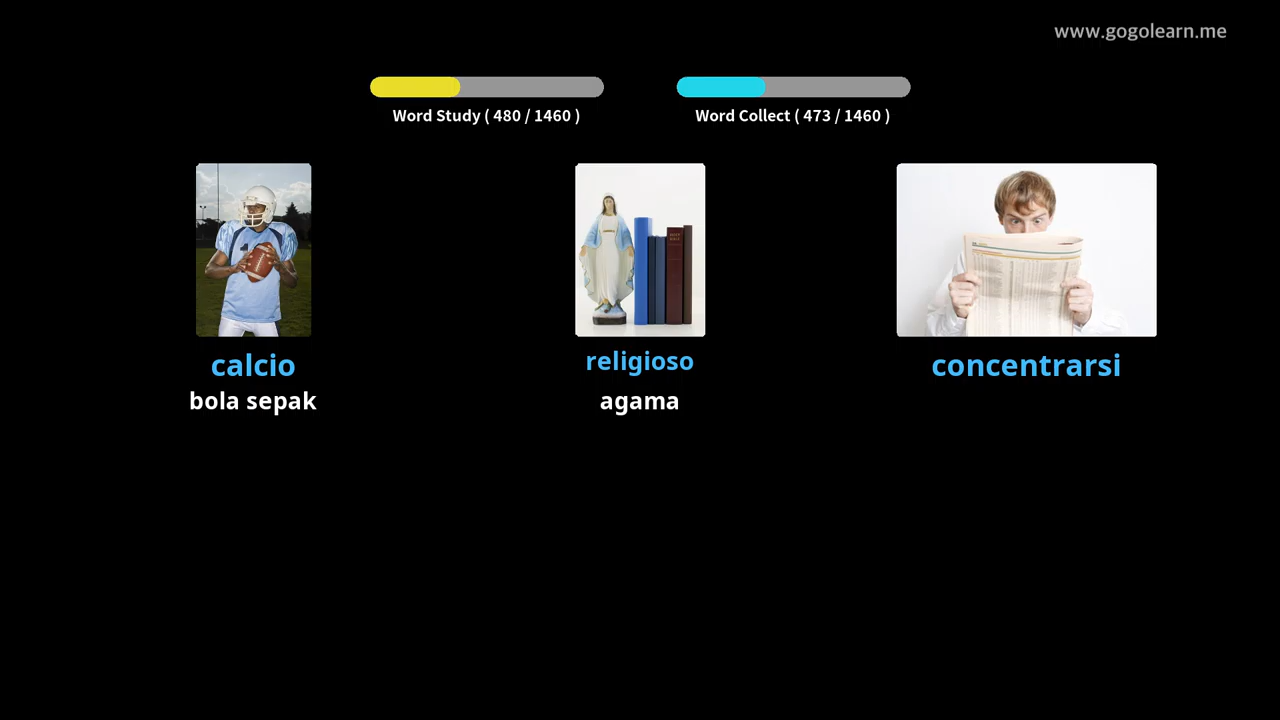 www.gogolearn.me
Word Study ( 480 / 1460 )
Word Collect ( 473 / 1460 )
calcio
bola sepak
religioso
agama
concentrarsi